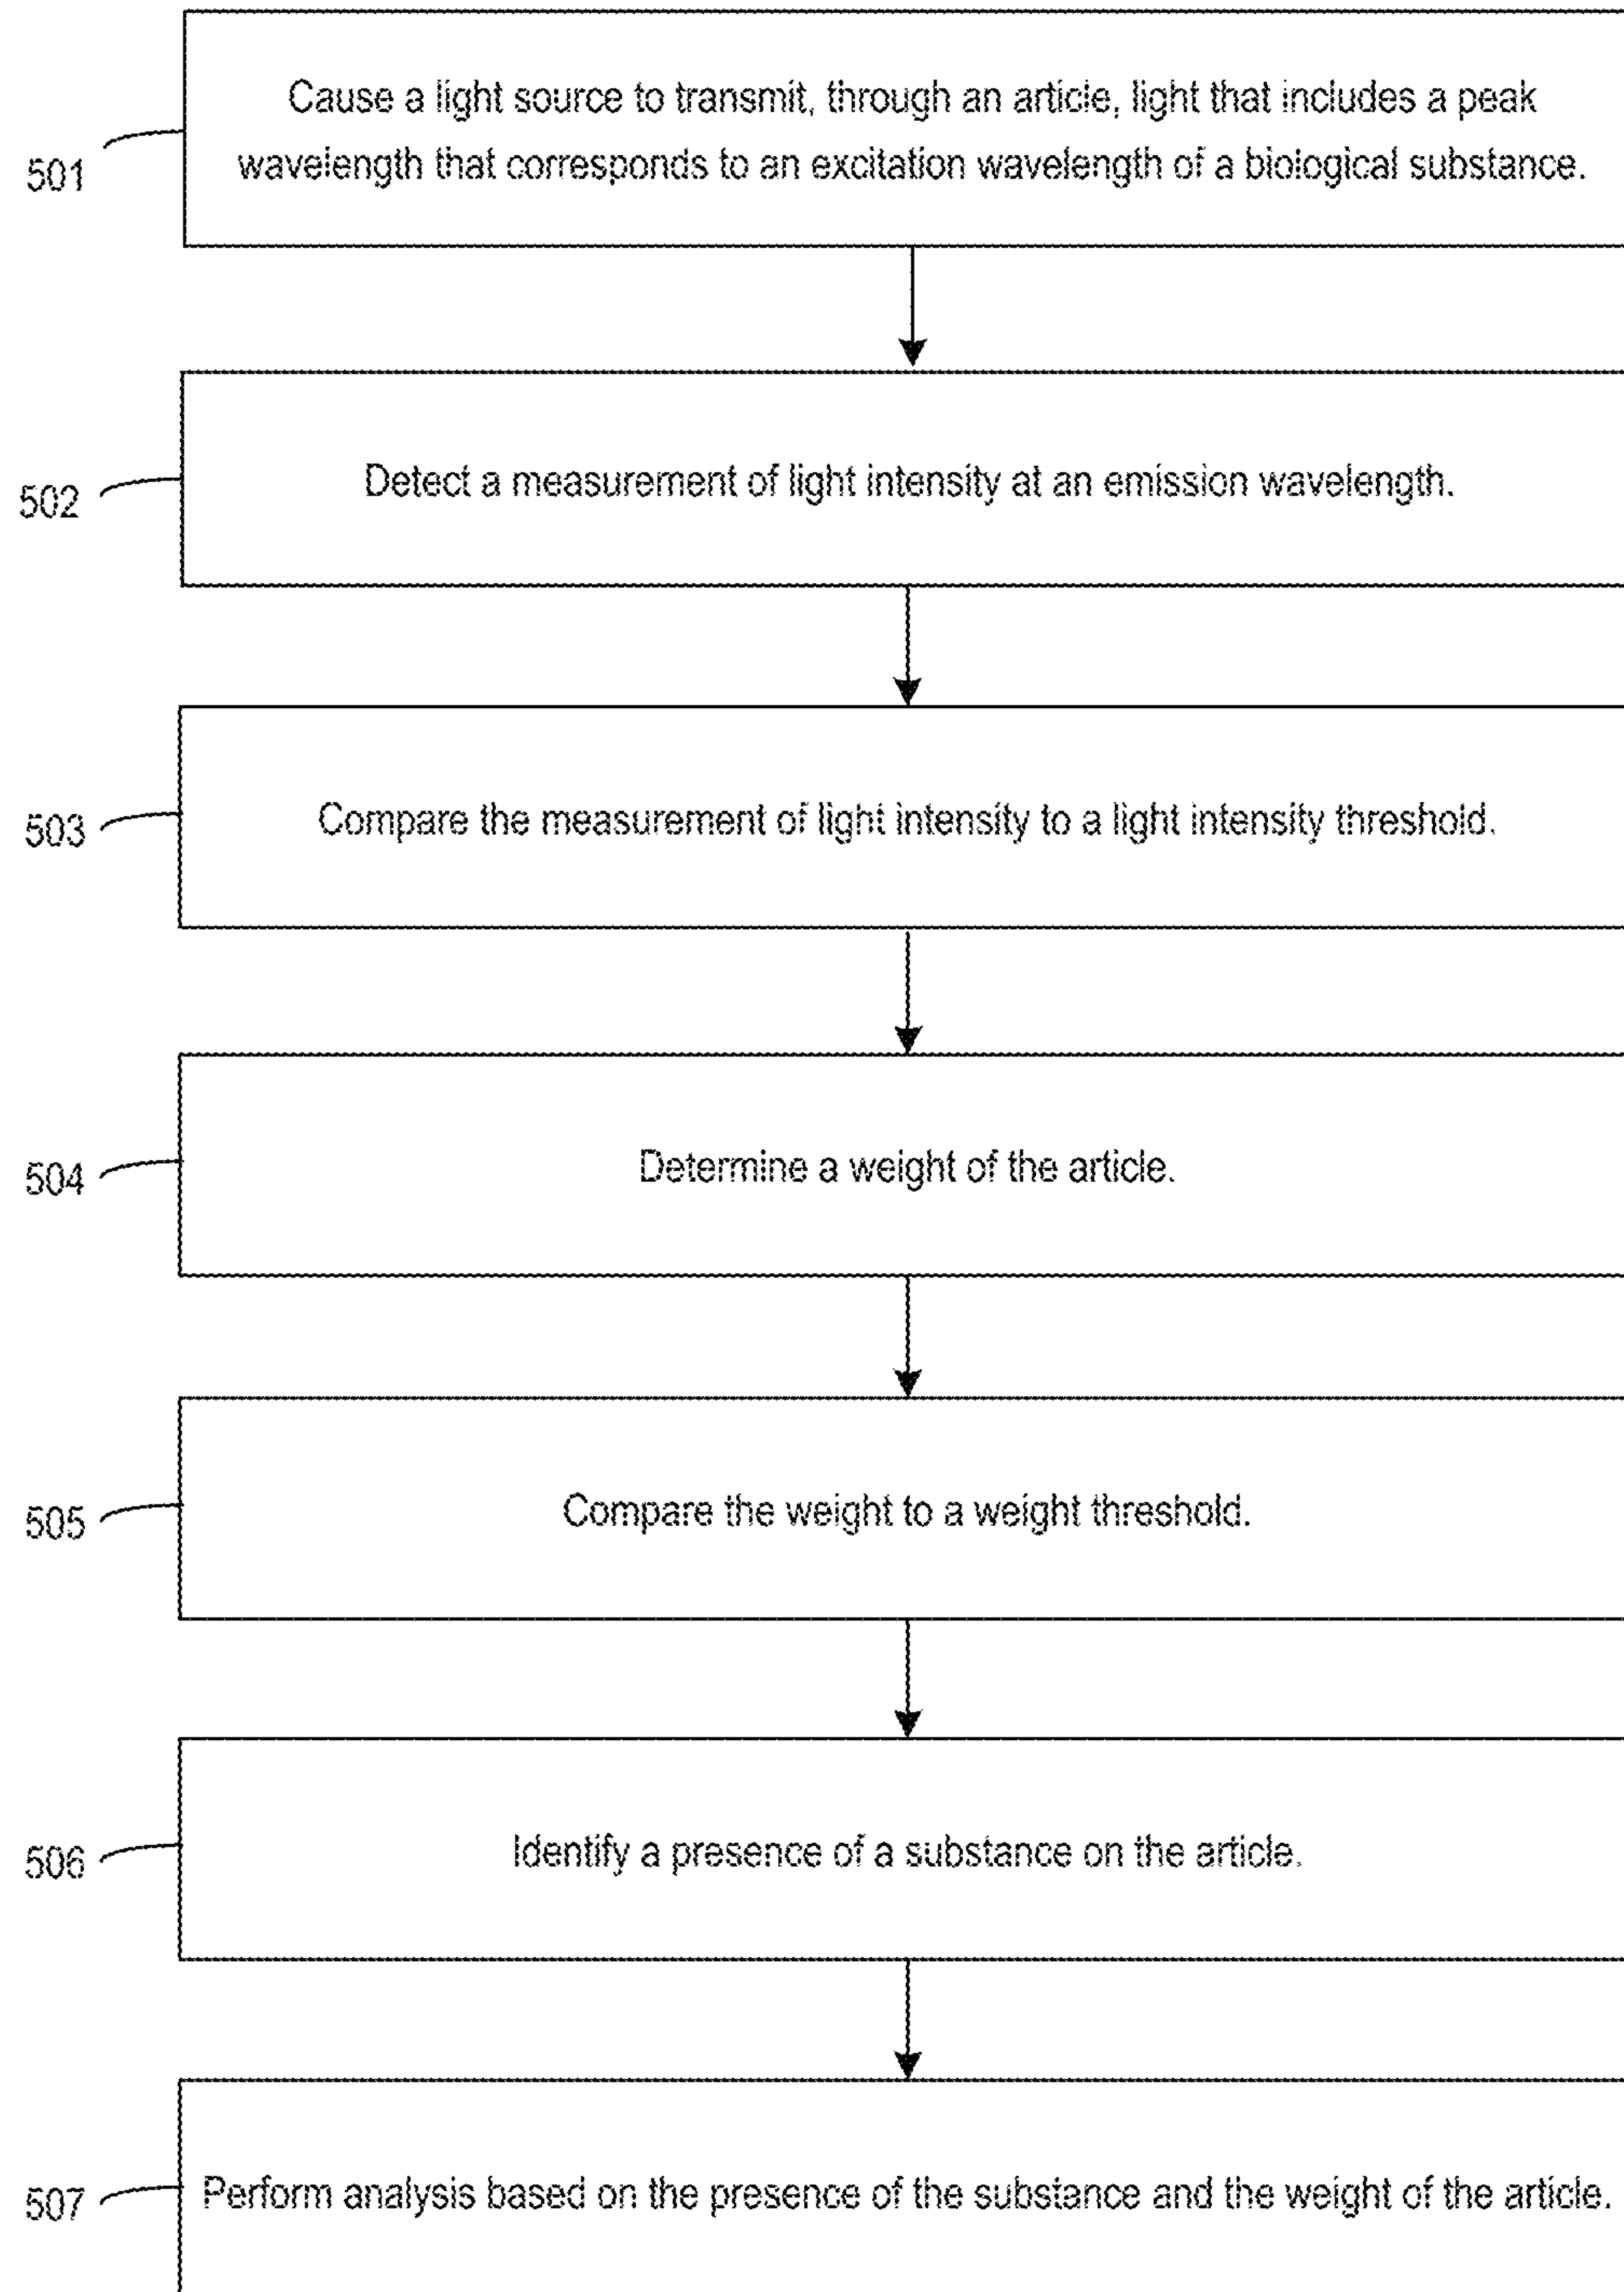 Cause a light source to transmit, through an article, light that includes a peak
wavelength that corresponds to an excitation wavelength of a biological substance.
501
Detect a measurement of light intensity at an emission wavelength.
502
Compare the measurement of light intensity to a light intensity threshold.
503
Determine a weight of the article.
504
Compare the weight to a weight threshold.
505
Identify a presence of a substance on the article.
506
Perform analysis based on the presence of the substance and the weight of the article.
507